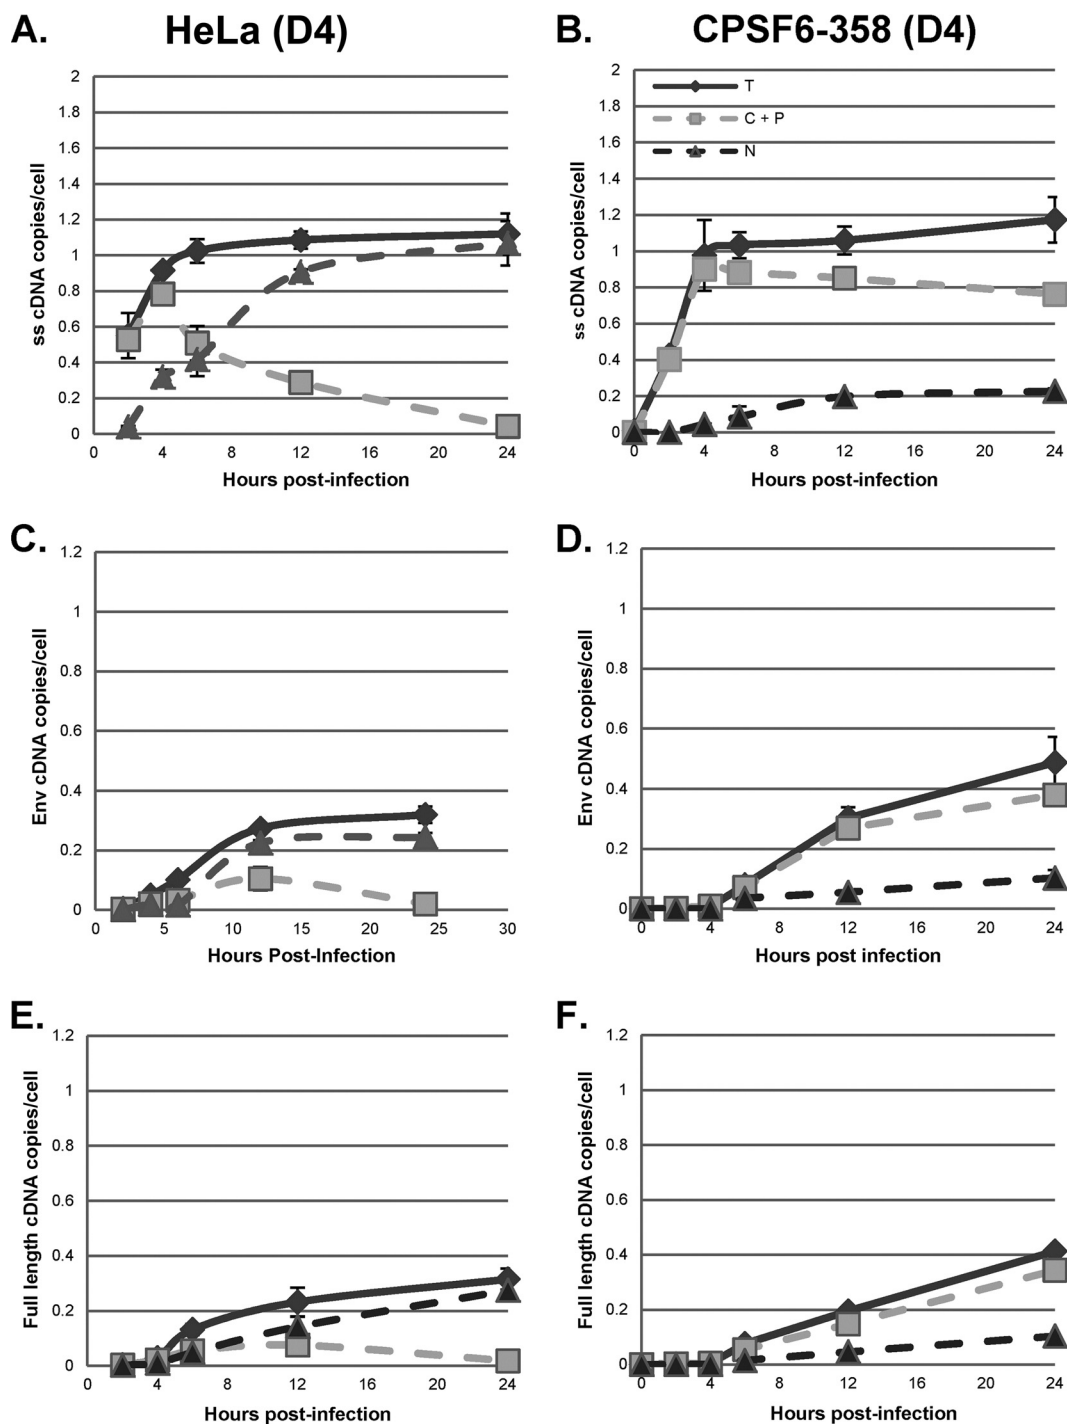 A. HeLa (D4)
ss cDNA copies/cell
2
1.8
1.6
1.4
1.2
1
0.8
0.6
0.4
0.2
0
0 4 8 12 16 20 24
Hours post-infection
B. CPSF6-358 (D4)
T
C + P
N
ss cDNA copies/cell
2
1.8
1.6
1.4
1.2
1
0.8
0.6
0.4
0.2
0
0 4 8 12 16 20 24
Hours post-infection
C.
Env cDNA copies/cell
1.2
1
0.8
0.6
0.4
0.2
0
0 5 10 15 20 25 30
Hours Post-Infection
D.
Env cDNA copies/cell
1.2
1
0.8
0.6
0.4
0.2
0
0 4 8 12 16 20 24
Hours post infection
E.
Full length cDNA copies/cell
1.2
1
0.8
0.6
0.4
0.2
0
0 4 8 12 16 20 24
Hours post-infection
F.
Full length cDNA copies/cell
1.2
1
0.8
0.6
0.4
0.2
0
0 4 8 12 16 20 24
Hours post-infection